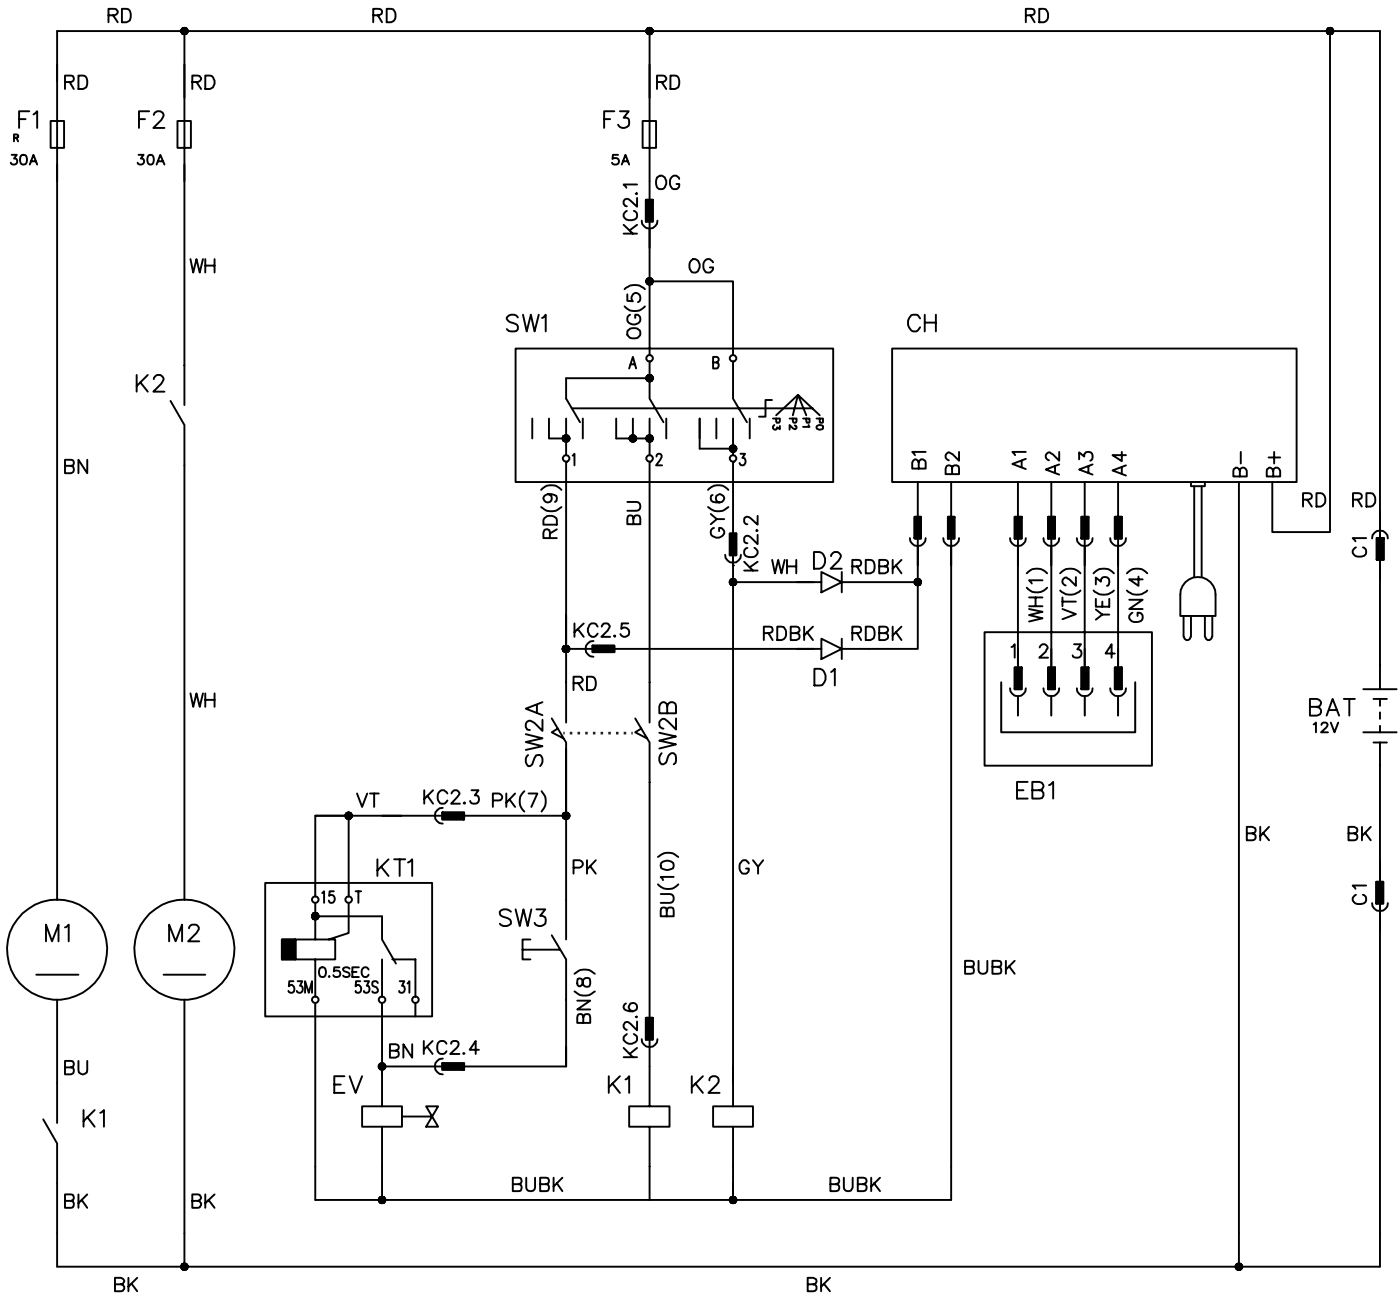 RD RD RD
RD RD RD
F1 F2 F3
R
30A 30A 5A
OG
KC2.1
WH OG
OG(5)
SW1 CH
A B
K2
P3 P2 P1 P0
1 2 3
B1 B2 A1 A2 A3 A4 B- B+
BN
RD(9) BU GY(6) KC2.2
RD RD
C1
WH D2 RDBK
WH(1) VT(2) YE(3) GN(4)
KC2.5 RDBK RDBK
D1
1 2 3 4
RD
WH
SW2A SW2B
BAT
12V
EB1
VT KC2.3 PK(7)
BK BK
KT1 PK BU(10) GY
C1
15 T
M1 M2 SW3
0.5SEC
53M 53S 31
BN(8)
BUBK
KC2.6
BN KC2.4
BU
EV K1 K2
K1
BUBK BUBK
BK BK
BK BK